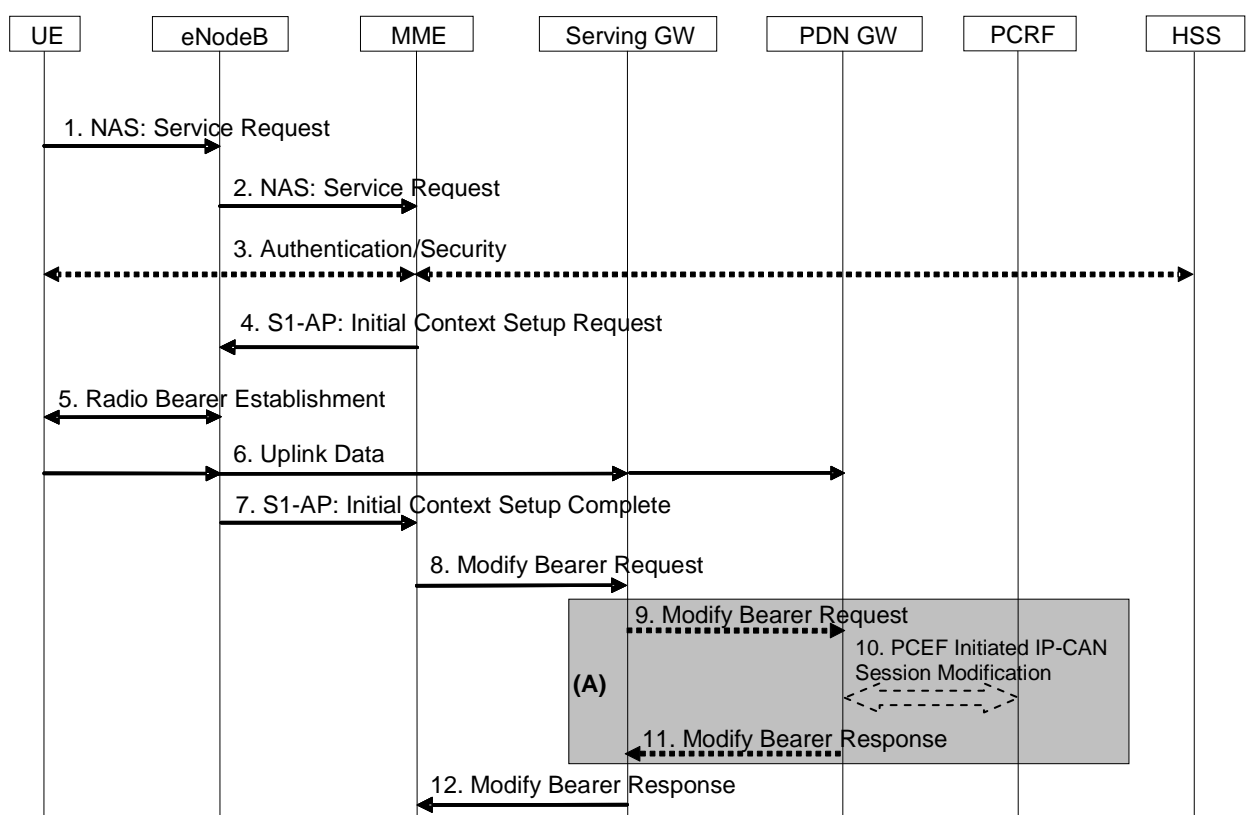 UE
eNodeB
MME
Serving GW
PDN GW
PCRF
HSS
1. NAS: Service Request
2. NAS: Service Request
3. Authentication/Security
4. S1-AP: Initial Context Setup Request
5. Radio Bearer Establishment
6. Uplink Data
7. S1-AP: Initial Context Setup Complete
8. Modify Bearer Request
9. Modify Bearer Request
10. PCEF Initiated IP-CAN
Session Modification
(A)
11. Modify Bearer Response
12. Modify Bearer Response